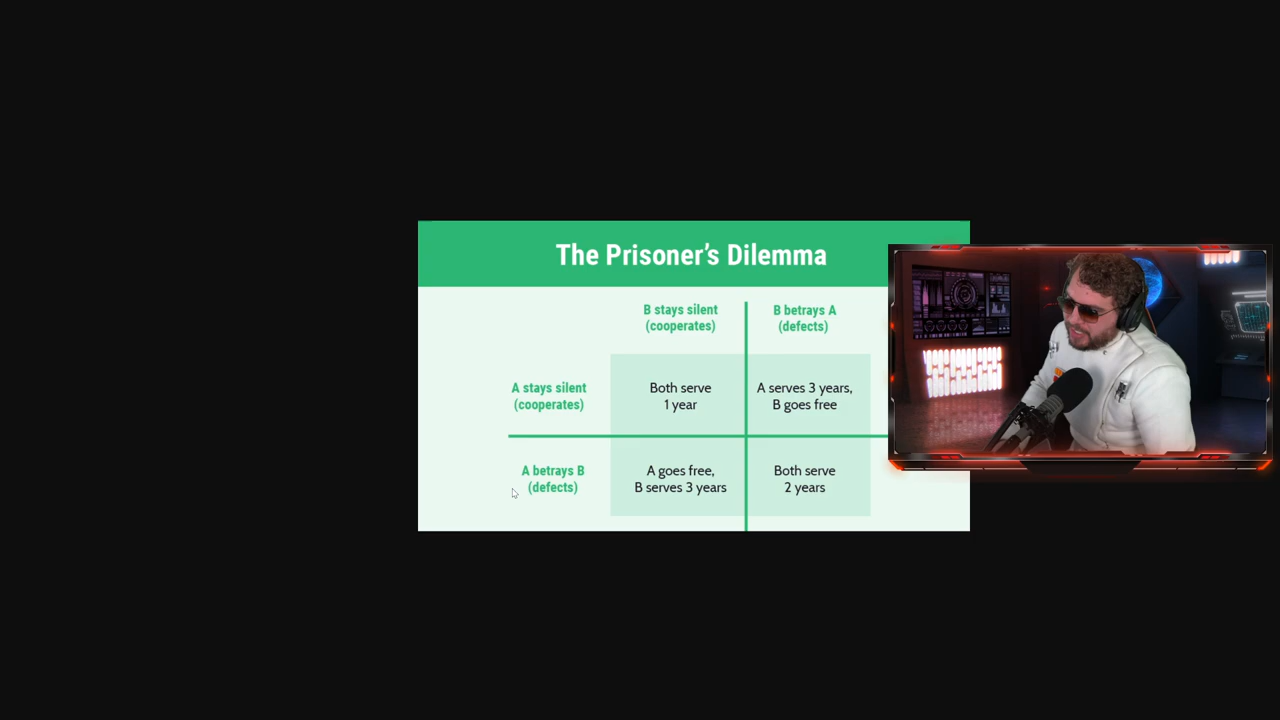 The Prisoner’s Dilemma
B stays silent
(cooperates)
B betrays A
(defects)
A stays silent
(cooperates)
Both serve
1 year
A serves 3 years,
B goes free
A betrays B
(defects)
A goes free,
B serves 3 years
Both serve
2 years